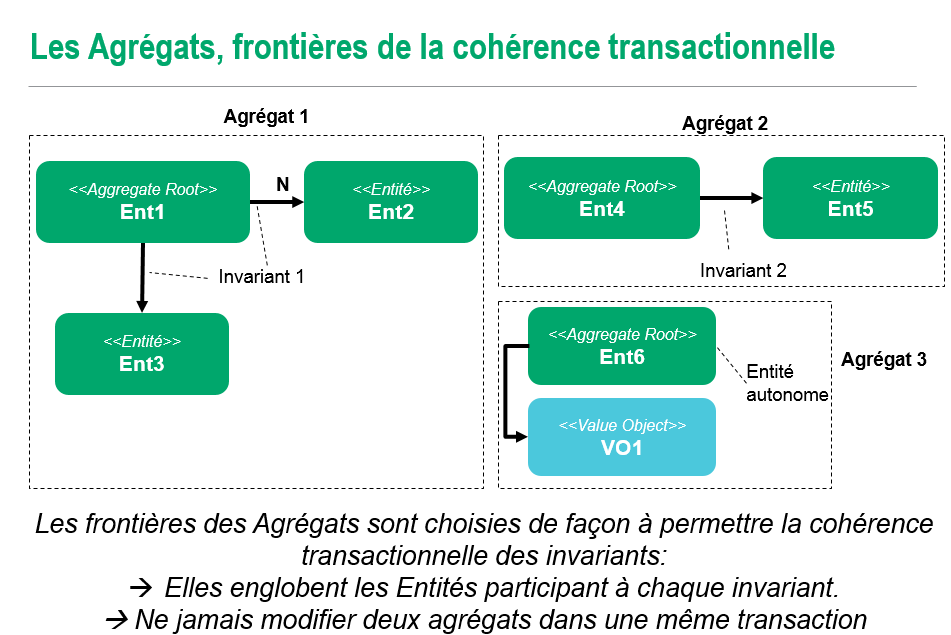 Les Agrégats, frontières de la cohérence transactionnelle
Agrégat 1
<<Aggregate Root>>
Ent1
N
<<Entité>>
Ent2
Invariant 1
<<Entité>>
Ent3
Agrégat 2
<<Aggregate Root>>
Ent4
<<Entité>>
Ent5
Invariant 2
<<Aggregate Root>>
Ent6
Agrégat 3
Entité
autonome
<<Value Object>>
VO1
Les frontières des Agrégats sont choisies de façon à permettre la cohérence
transactionnelle des invariants:
→ Elles englobent les Entités participant à chaque invariant.
→ Ne jamais modifier deux agrégats dans une même transaction